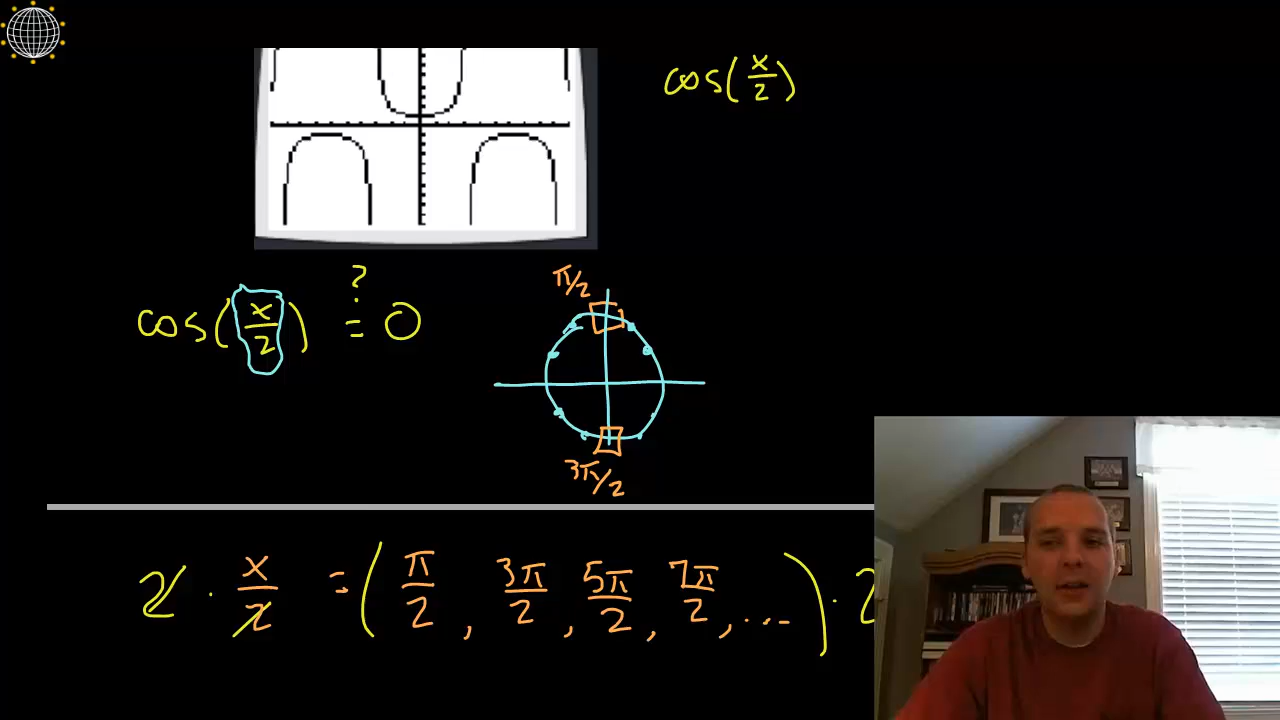 cos(x/2)
cos(x/2) ≟ 0
π/2
3π/2
2 · x/2 = (π/2, 3π/2, 5π/2, 7π/2, ...) · 2